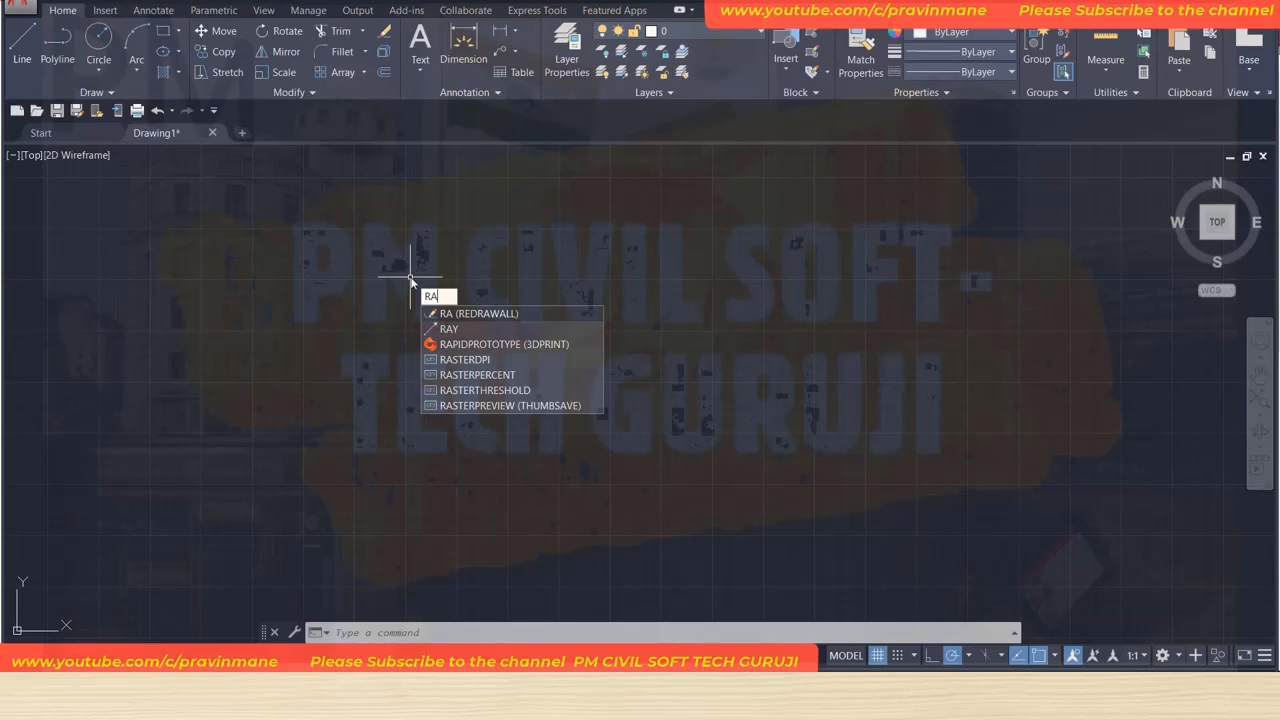 www.youtube.com/c/pravinmane Please Subscribe to the channel
Home Insert Annotate Parametric View Manage Output Add-ins Collaborate Express Tools Featured Apps
Line Polyline Circle Arc
Move Rotate Trim
Copy Mirror Fillet
Stretch Scale Array
Text Dimension Table
Layer Properties
0
Insert
Match Properties
ByLayer
ByLayer
ByLayer
Group Measure Paste Base
Draw Modify Annotation Layers Block Properties Groups Utilities Clipboard View
Start Drawing1* +
[−][Top][2D Wireframe]
N
W TOP E
S
WCS
PM CIVIL SOFT-
TECH GURUJI
RA
RA (REDRAWALL)
RAY
RAPIDPROTOTYPE (3DPRINT)
RASTERDPI
RASTERPERCENT
RASTERTHRESHOLD
RASTERPREVIEW (THUMBSAVE)
Y
X
Type a command
www.youtube.com/c/pravinmane Please Subscribe to the channel PM CIVIL SOFT TECH GURUJI
MODEL 1:1